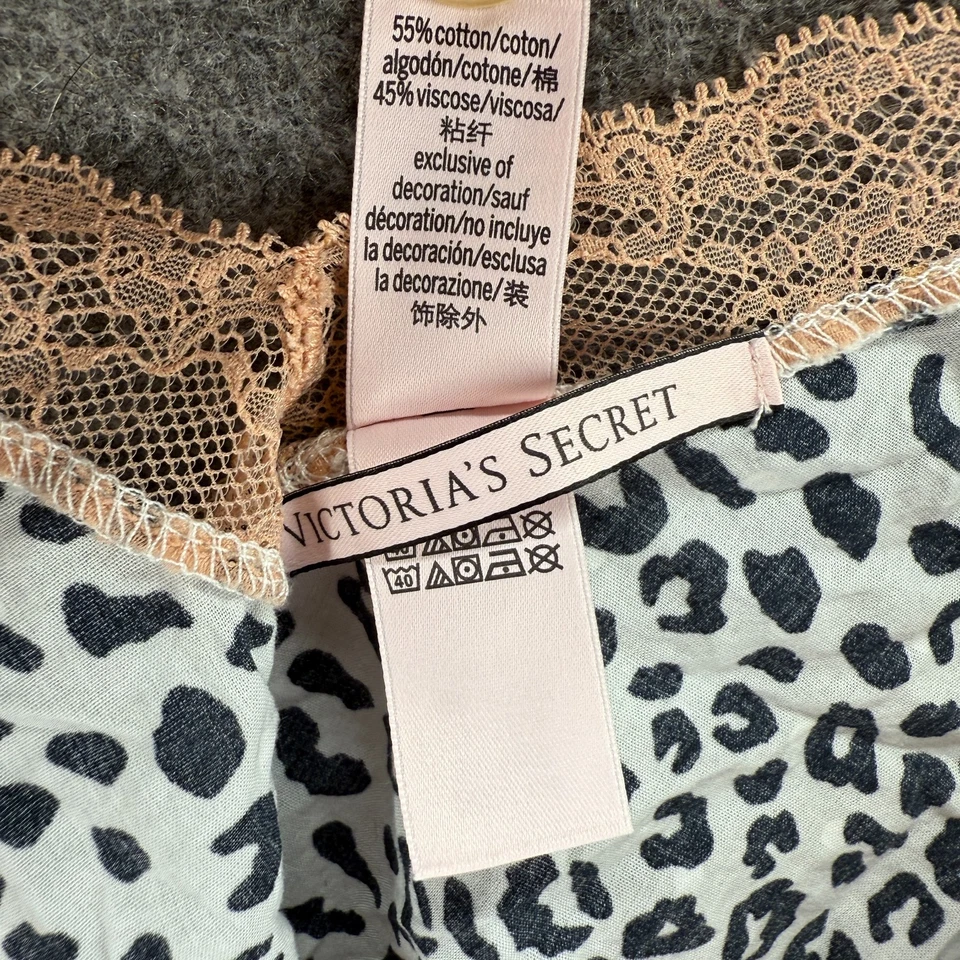 55% cotton/coton/
algodón/cotone/棉
45% viscose/viscosa/
粘纤
exclusive of
decoration/sauf
décoration/no incluye
la decoración/esclusa
la decorazione/装
饰除外
VICTORIA'S SECRET
40
40